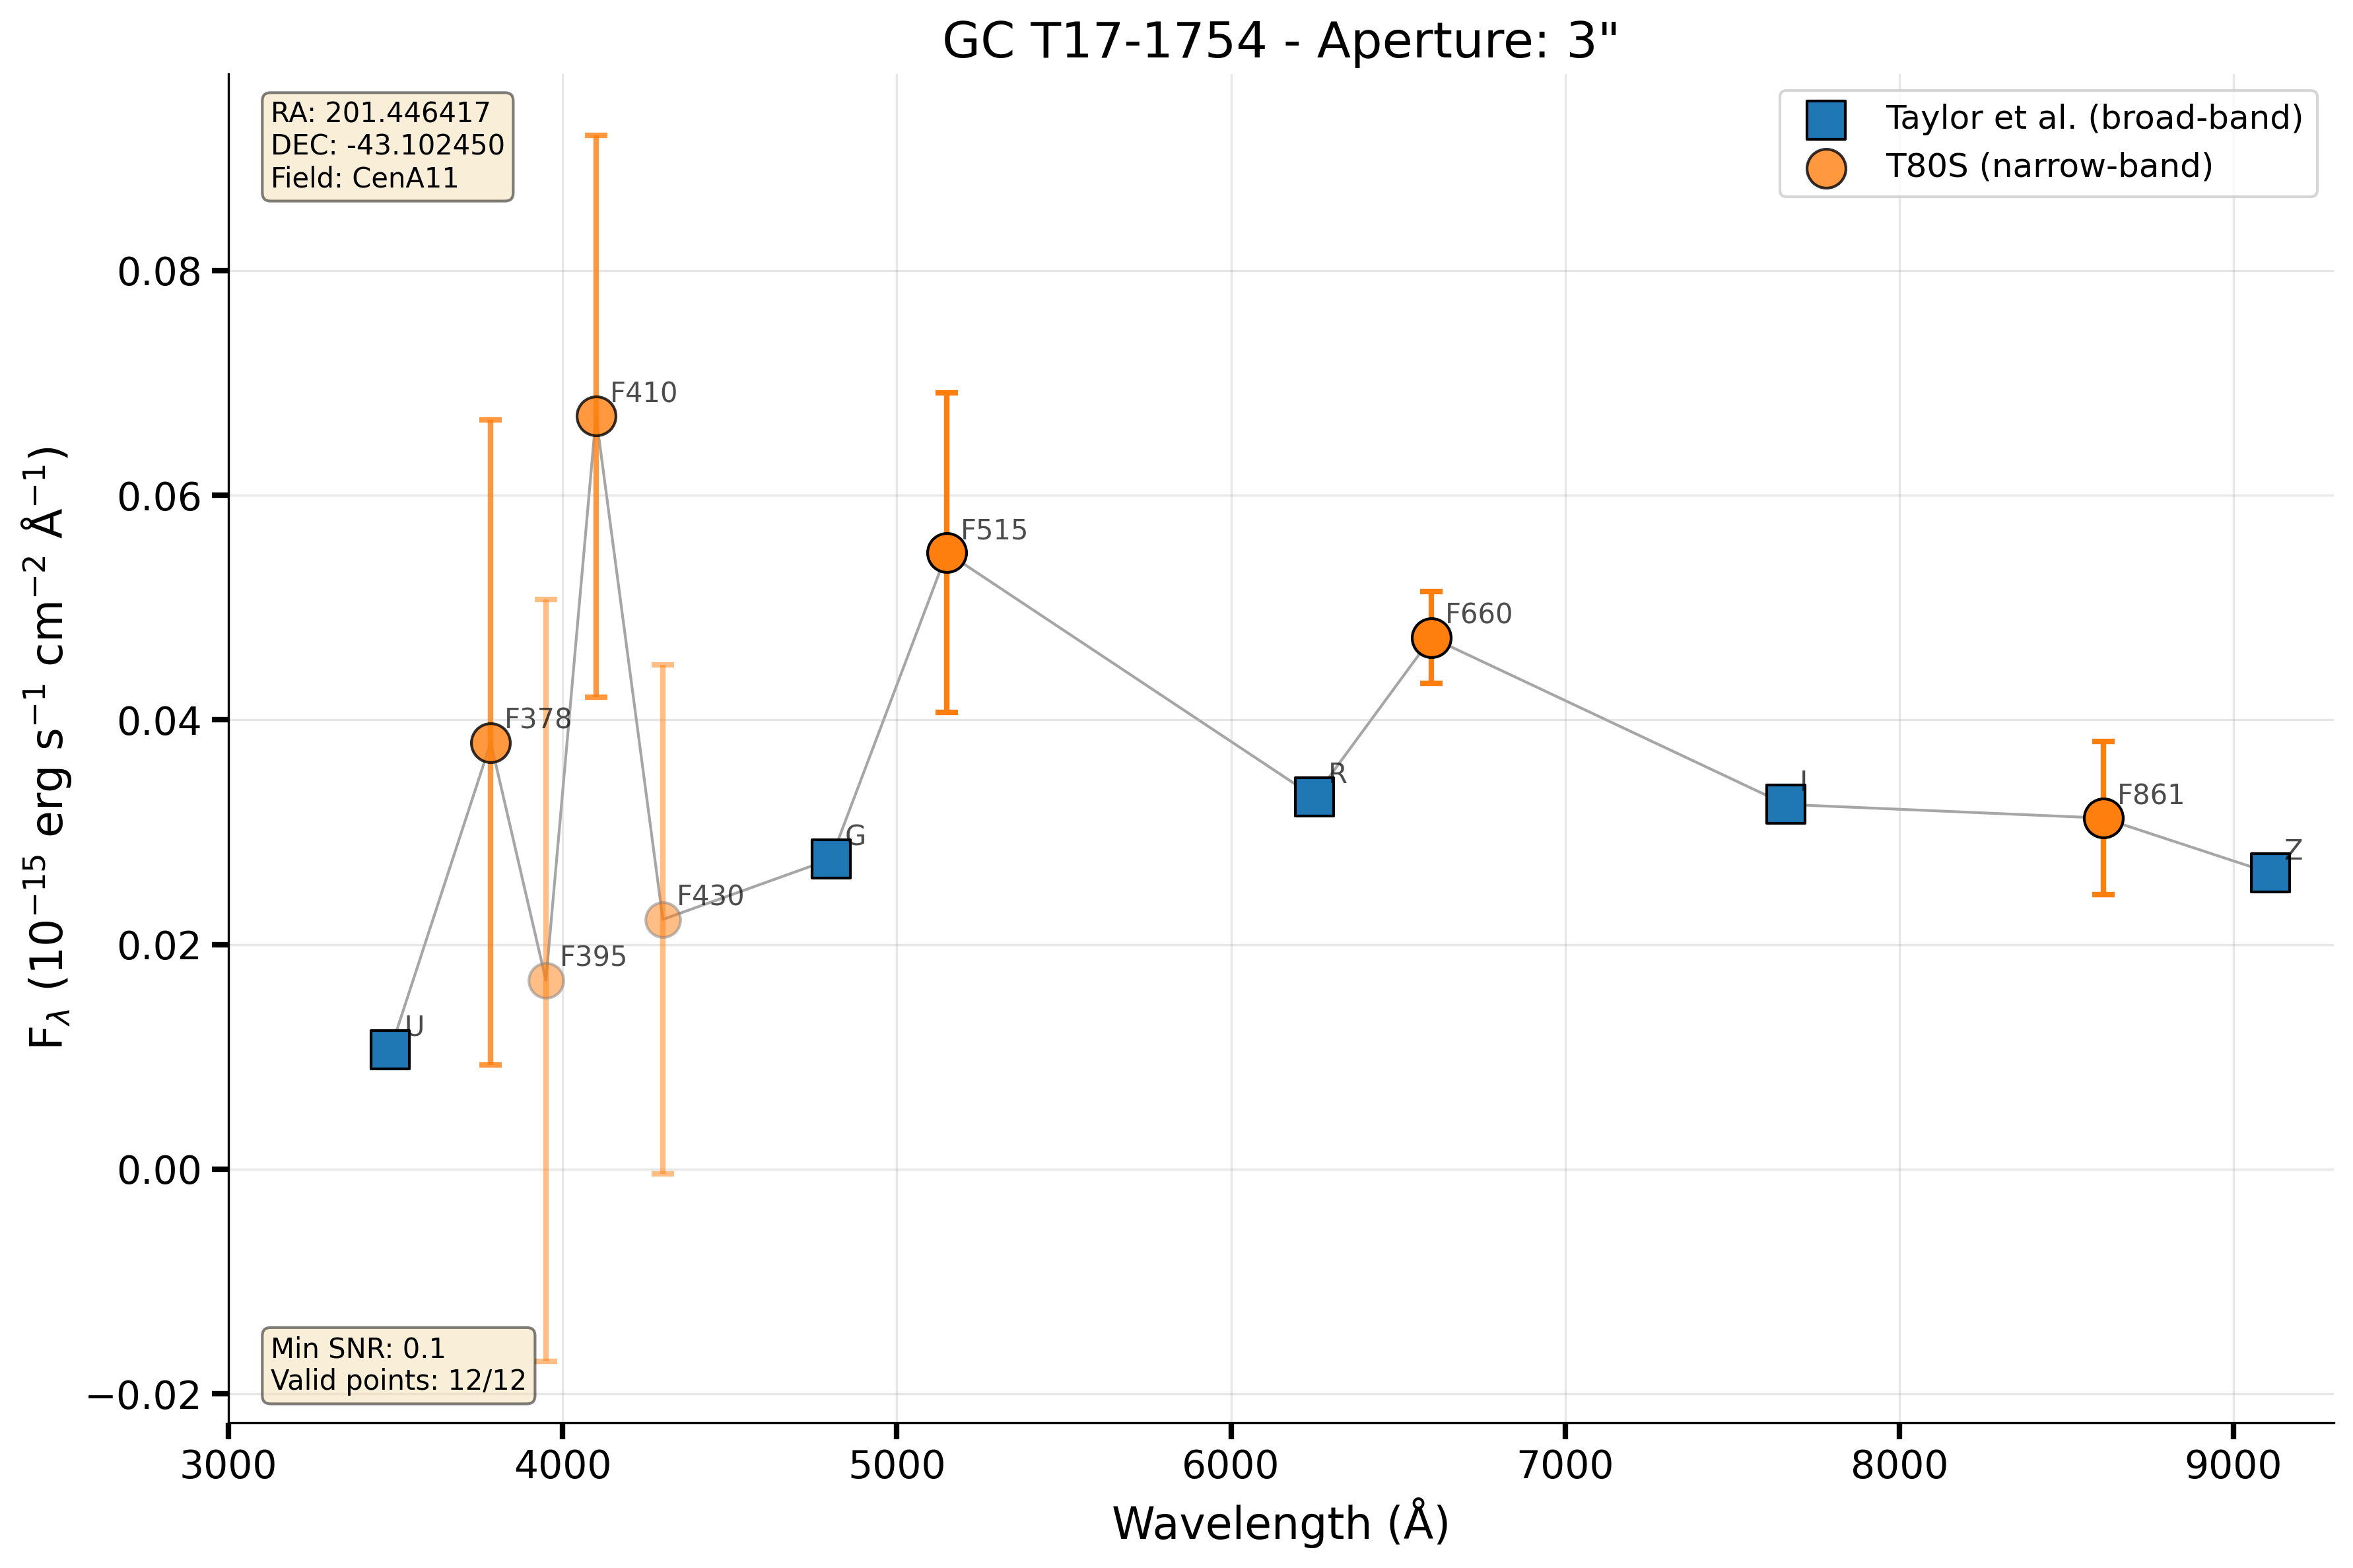 GC T17-1754 - Aperture: 3"
RA: 201.446417
DEC: -43.102450
Field: CenA11
Taylor et al. (broad-band)
T80S (narrow-band)
F410
F515
F660
F378
R
I
F861
G
Z
F430
F395
U
Min SNR: 0.1
Valid points: 12/12
0.08
0.06
0.04
0.02
0.00
−0.02
3000 4000 5000 6000 7000 8000 9000
Wavelength (Å)
F_λ (10⁻¹⁵ erg s⁻¹ cm⁻² Å⁻¹)